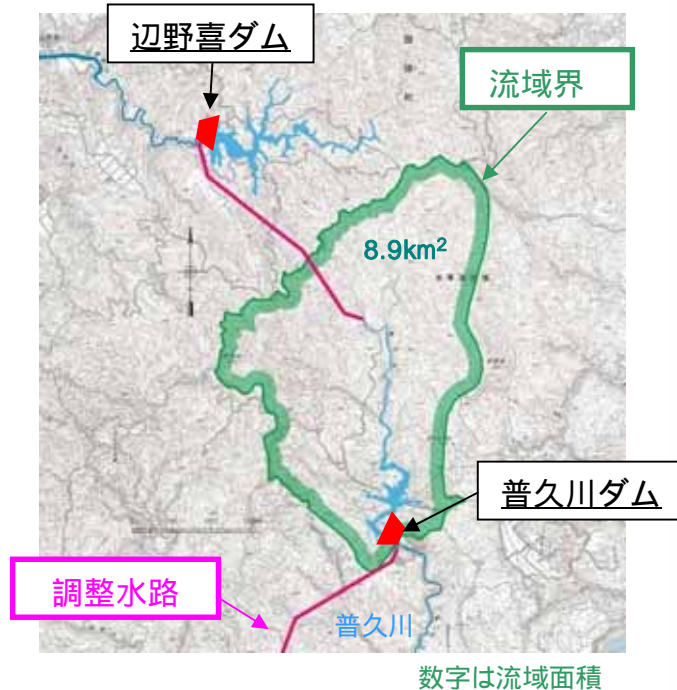 辺野喜ダム
流域界
8.9km²
普久川ダム
調整水路
普久川
数字は流域面積